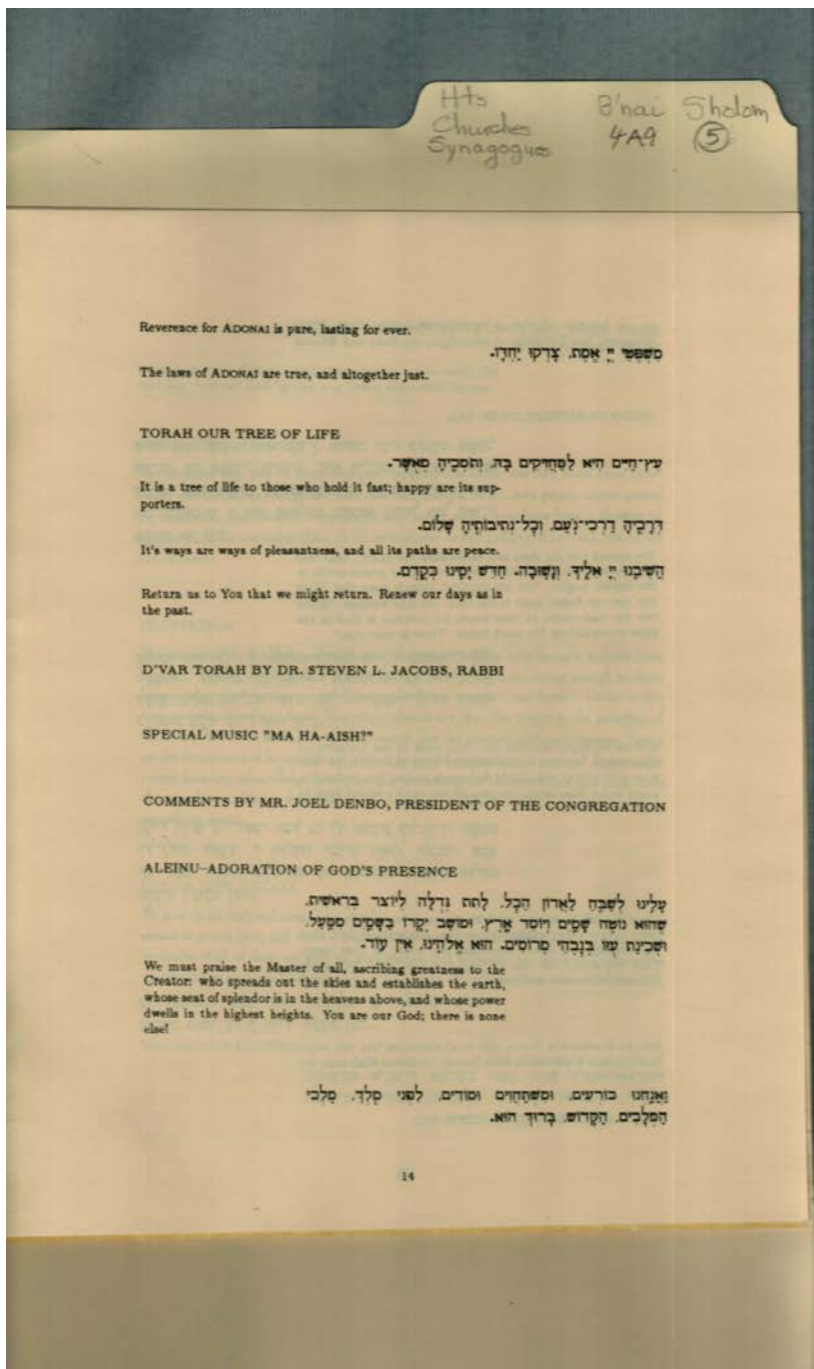 Hts B'nai Sholom
Churches 4A9 ⑤
Synagogues
Reverence for ADONAI is pure, lasting for ever.
מִשְׁפְּטֵי יְיָ אֱמֶת, צָדְקוּ יַחְדָּו.
The laws of ADONAI are true, and altogether just.
TORAH OUR TREE OF LIFE
עֵץ־חַיִּים הִיא לַמַּחֲזִיקִים בָּהּ, וְתֹמְכֶיהָ מְאֻשָּׁר.
It is a tree of life to those who hold it fast; happy are its sup-
porters.
דְּרָכֶיהָ דַרְכֵי־נֹעַם, וְכָל־נְתִיבוֹתֶיהָ שָׁלוֹם.
It's ways are ways of pleasantness, and all its paths are peace.
הֲשִׁיבֵנוּ יְיָ אֵלֶיךָ, וְנָשׁוּבָה. חַדֵּשׁ יָמֵינוּ כְּקֶדֶם.
Return us to You that we might return. Renew our days as in
the past.
D'VAR TORAH BY DR. STEVEN L. JACOBS, RABBI
SPECIAL MUSIC "MA HA-AISH?"
COMMENTS BY MR. JOEL DENBO, PRESIDENT OF THE CONGREGATION
ALEINU–ADORATION OF GOD'S PRESENCE
עָלֵינוּ לְשַׁבֵּחַ לַאֲדוֹן הַכֹּל, לָתֵת גְּדֻלָּה לְיוֹצֵר בְּרֵאשִׁית,
שֶׁהוּא נוֹטֶה שָׁמַיִם וְיוֹסֵד אָרֶץ, וּמוֹשַׁב יְקָרוֹ בַּשָּׁמַיִם מִמַּעַל,
וּשְׁכִינַת עֻזּוֹ בְּגָבְהֵי מְרוֹמִים. הוּא אֱלֹהֵינוּ, אֵין עוֹד.
We must praise the Master of all, ascribing greatness to the
Creator: who spreads out the skies and establishes the earth,
whose seat of splendor is in the heavens above, and whose power
dwells in the highest heights. You are our God; there is none
else!
וַאֲנַחְנוּ כּוֹרְעִים, וּמִשְׁתַּחֲוִים וּמוֹדִים, לִפְנֵי מֶלֶךְ, מַלְכֵי
הַמְּלָכִים, הַקָּדוֹשׁ, בָּרוּךְ הוּא.
14